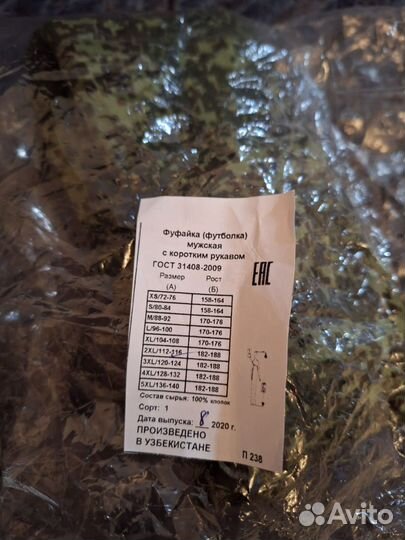 Фуфайка (футболка)
мужская
с коротким рукавом
ГОСТ 31408-2009
EAC
Размер Рост
(А) (Б)
XS/72-76 158-164
S/80-84 158-164
M/88-92 170-176
L/96-100 170-176
XL/104-108 170-176
2XL/112-116 182-188
3XL/120-124 182-188
4XL/128-132 182-188
5XL/136-140 182-188
Состав сырья: 100% хлопок
Сорт: 1
Дата выпуска: 8 2020 г.
ПРОИЗВЕДЕНО
В УЗБЕКИСТАНЕ
П 238
Avito